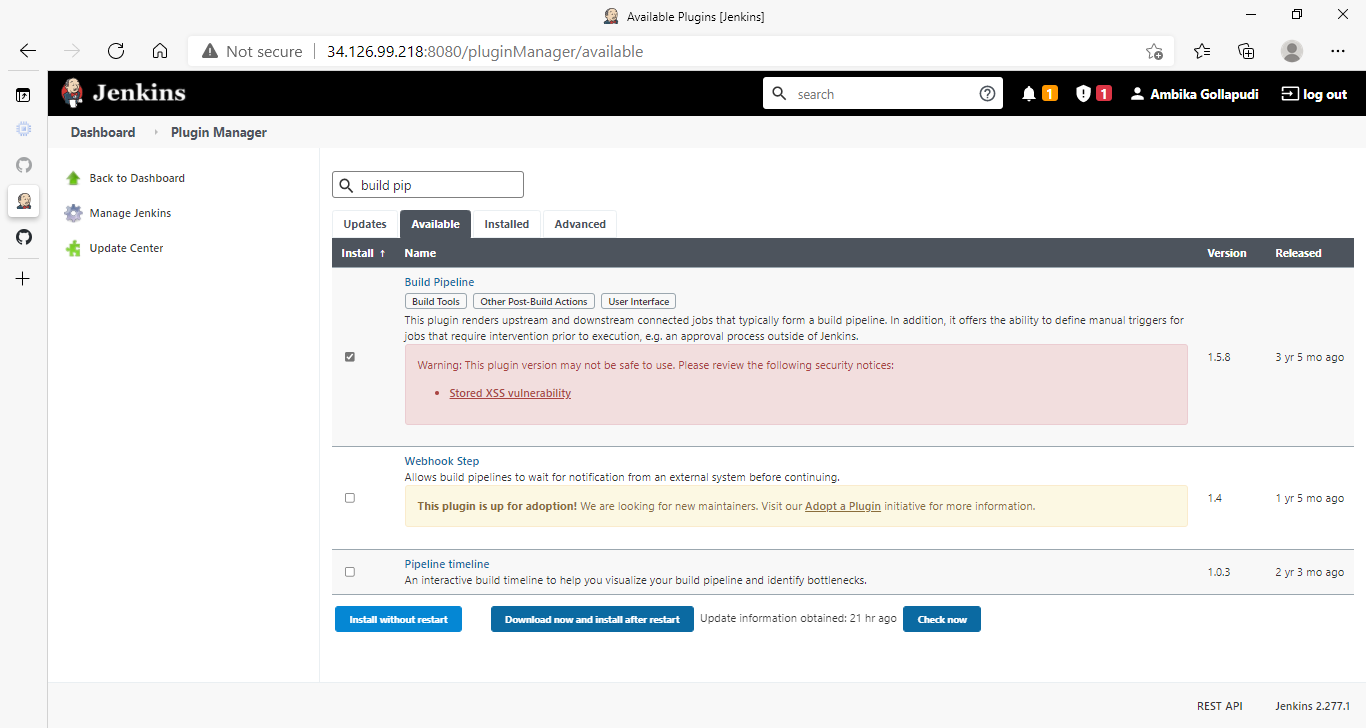 Available Plugins [Jenkins]
Not secure 34.126.99.218:8080/pluginManager/available
Jenkins search 1 1 Ambika Gollapudi log out
Dashboard Plugin Manager
Back to Dashboard
Manage Jenkins
Update Center
build pip
Updates Available Installed Advanced
Install ↑ Name Version Released
Build Pipeline
Build Tools Other Post-Build Actions User Interface
This plugin renders upstream and downstream connected jobs that typically form a build pipeline. In addition, it offers the ability to define manual triggers for
jobs that require intervention prior to execution, e.g. an approval process outside of Jenkins.
1.5.8 3 yr 5 mo ago
Warning: This plugin version may not be safe to use. Please review the following security notices:
• Stored XSS vulnerability
Webhook Step
Allows build pipelines to wait for notification from an external system before continuing.
1.4 1 yr 5 mo ago
This plugin is up for adoption! We are looking for new maintainers. Visit our Adopt a Plugin initiative for more information.
Pipeline timeline
An interactive build timeline to help you visualize your build pipeline and identify bottlenecks.
1.0.3 2 yr 3 mo ago
Install without restart Download now and install after restart Update information obtained: 21 hr ago Check now
REST API Jenkins 2.277.1